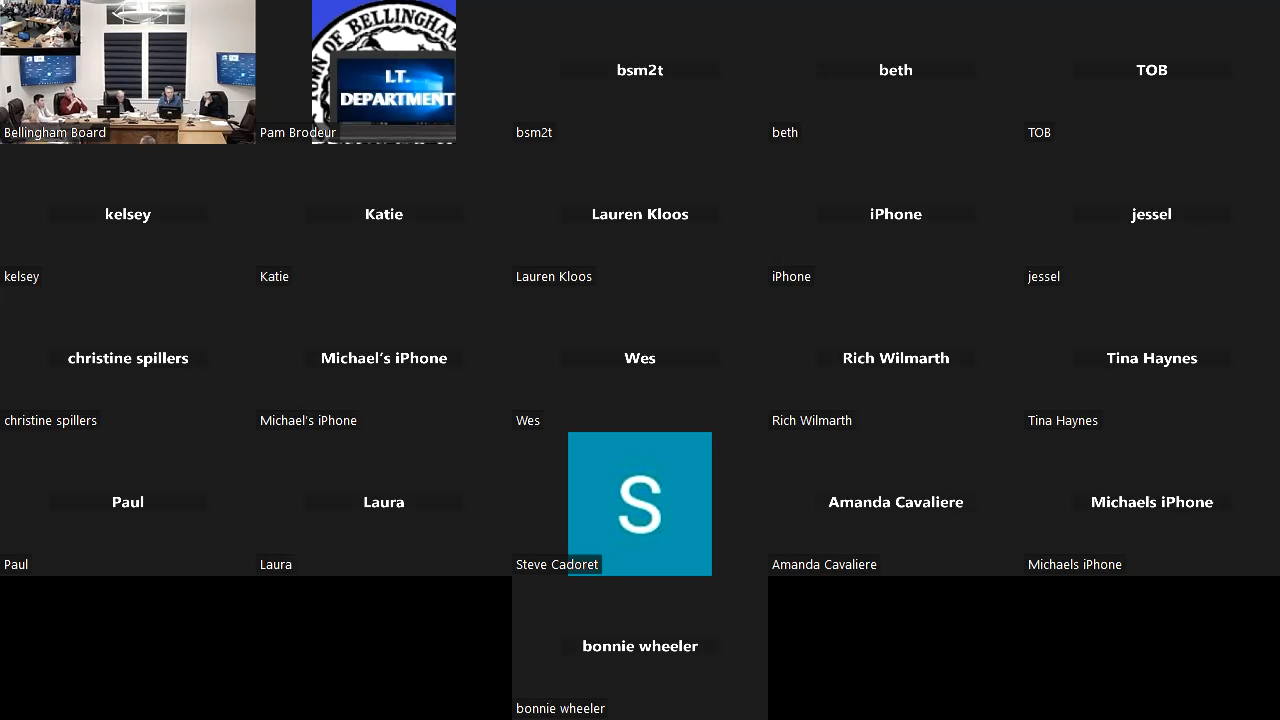 Bellingham Board
OF BELLINGHA
I.T.
DEPARTMENT
Pam Brodeur
bsm2t
bsm2t
beth
beth
TOB
TOB
kelsey
kelsey
Katie
Katie
Lauren Kloos
Lauren Kloos
iPhone
iPhone
jessel
jessel
christine spillers
christine spillers
Michael's iPhone
Michael's iPhone
Wes
Wes
Rich Wilmarth
Rich Wilmarth
Tina Haynes
Tina Haynes
Paul
Paul
Laura
Laura
S
Steve Cadoret
Amanda Cavaliere
Amanda Cavaliere
Michaels iPhone
Michaels iPhone
bonnie wheeler
bonnie wheeler